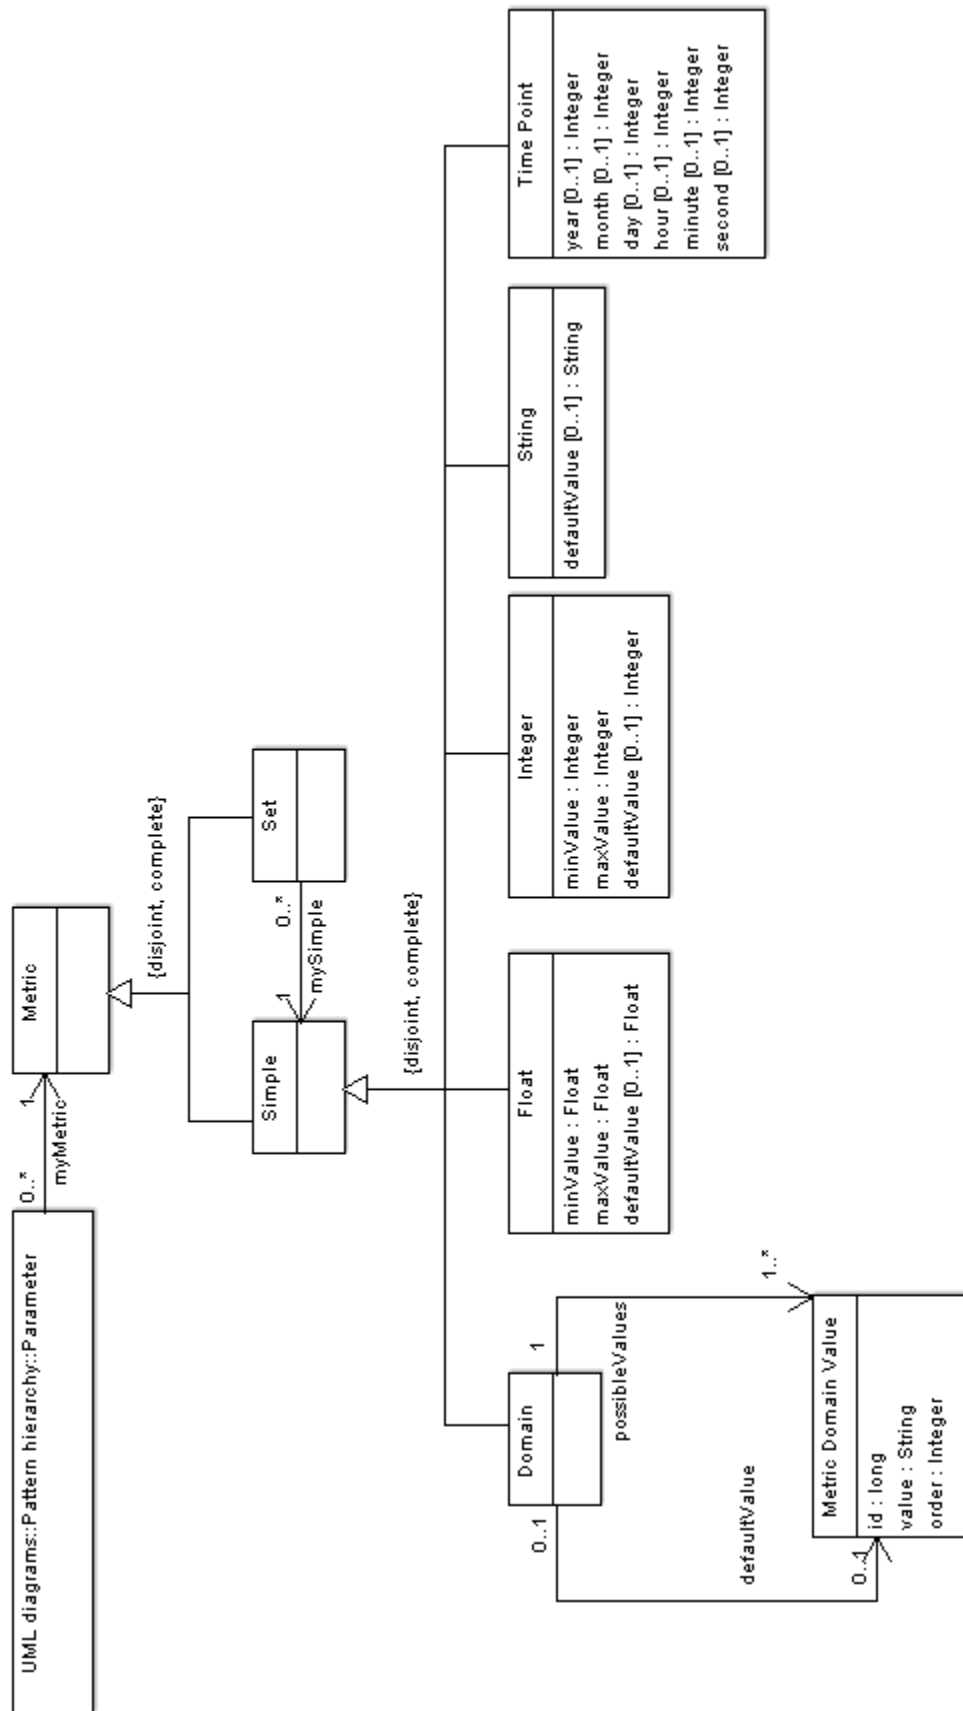 UML diagrams::Pattern hierarchy::Parameter
0..*
myMetric
1
Metric
{disjoint, complete}
Simple
1
mySimple
0..*
Set
{disjoint, complete}
Domain
0..1
defaultValue
0..1
1
possibleValues
1..*
Metric Domain Value
id : long
value : String
order : Integer
Float
minValue : Float
maxValue : Float
defaultValue [0..1] : Float
Integer
minValue : Integer
maxValue : Integer
defaultValue [0..1] : Integer
String
defaultValue [0..1] : String
Time Point
year [0..1] : Integer
month [0..1] : Integer
day [0..1] : Integer
hour [0..1] : Integer
minute [0..1] : Integer
second [0..1] : Integer